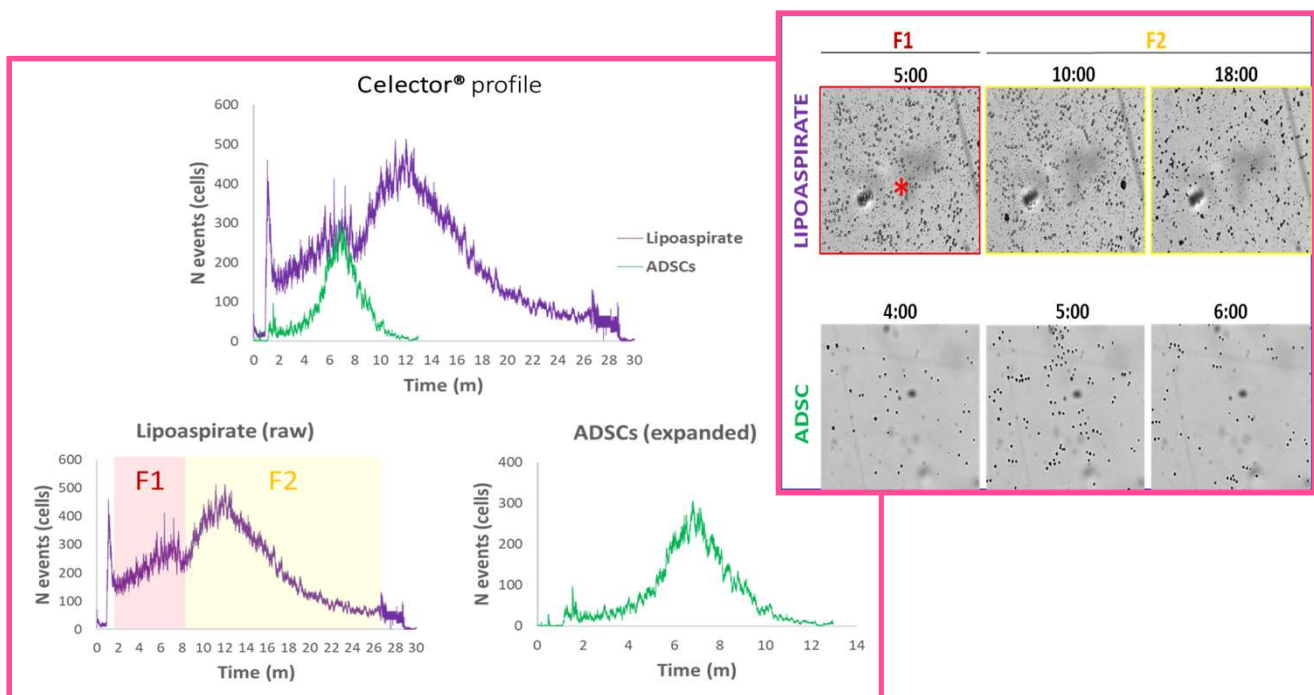 Celector® profile
600
500
400
300
200
100
0
N events (cells)
0 2 4 6 8 10 12 14 16 18 20 22 24 26 28 30
Time (m)
Lipoaspirate
ADSCs
Lipoaspirate (raw)
600
500
400
300
200
100
0
N events (cells)
F1 F2
0 2 4 6 8 10 12 14 16 18 20 22 24 26 28 30
Time (m)
ADSCs (expanded)
400
300
200
100
0
N events (cells)
0 2 4 6 8 10 12 14
Time (m)
F1 F2
5:00 10:00 18:00
LIPOASPIRATE
*
4:00 5:00 6:00
ADSC